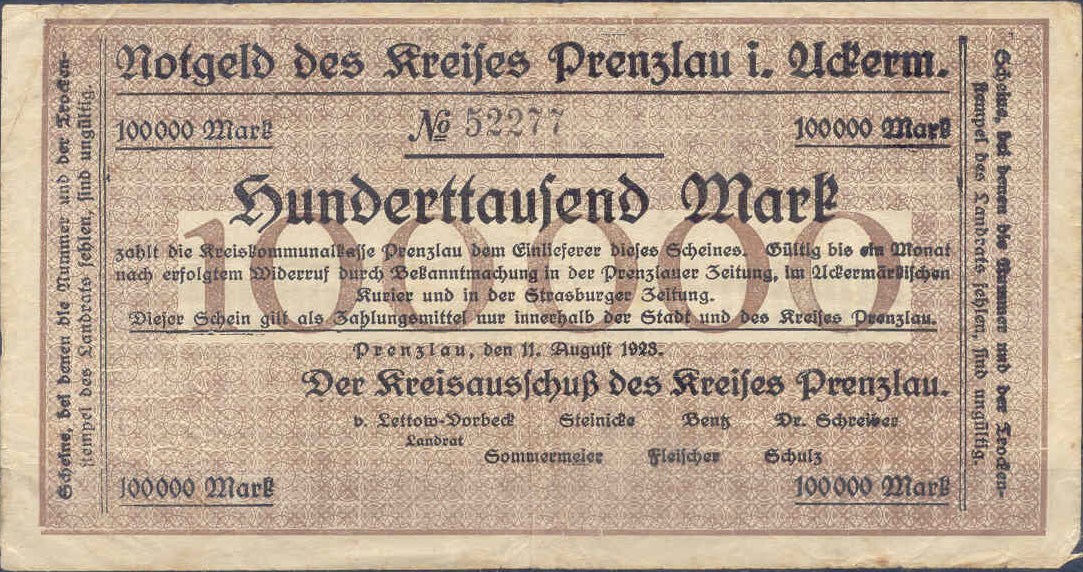 Notgeld des Kreises Prenzlau i. Uckerm.
100000 Mark
№ 52277
100000 Mark
Hunderttausend Mark
100000
zahlt die Kreiskommunalkasse Prenzlau dem Einlieferer dieses Scheines. Gültig bis ein Monat
nach erfolgtem Widerruf durch Bekanntmachung in der Prenzlauer Zeitung, im Uckermärkischen
Kurier und in der Strasburger Zeitung.
Dieser Schein gilt als Zahlungsmittel nur innerhalb der Stadt und des Kreises Prenzlau.
Prenzlau, den 11. August 1923.
Der Kreisausschuß des Kreises Prenzlau.
v. Lettow-Vorbeck Steinicke Bentz Dr. Schreiber
Landrat
Sommermeier Fleischer Schulz
100000 Mark
100000 Mark
Scheine, bei denen die Nummer und der Trocken-
stempel des Landrats fehlen, sind ungültig.
Scheine, bei denen die Nummer und der Trocken-
stempel des Landrats fehlen, sind ungültig.